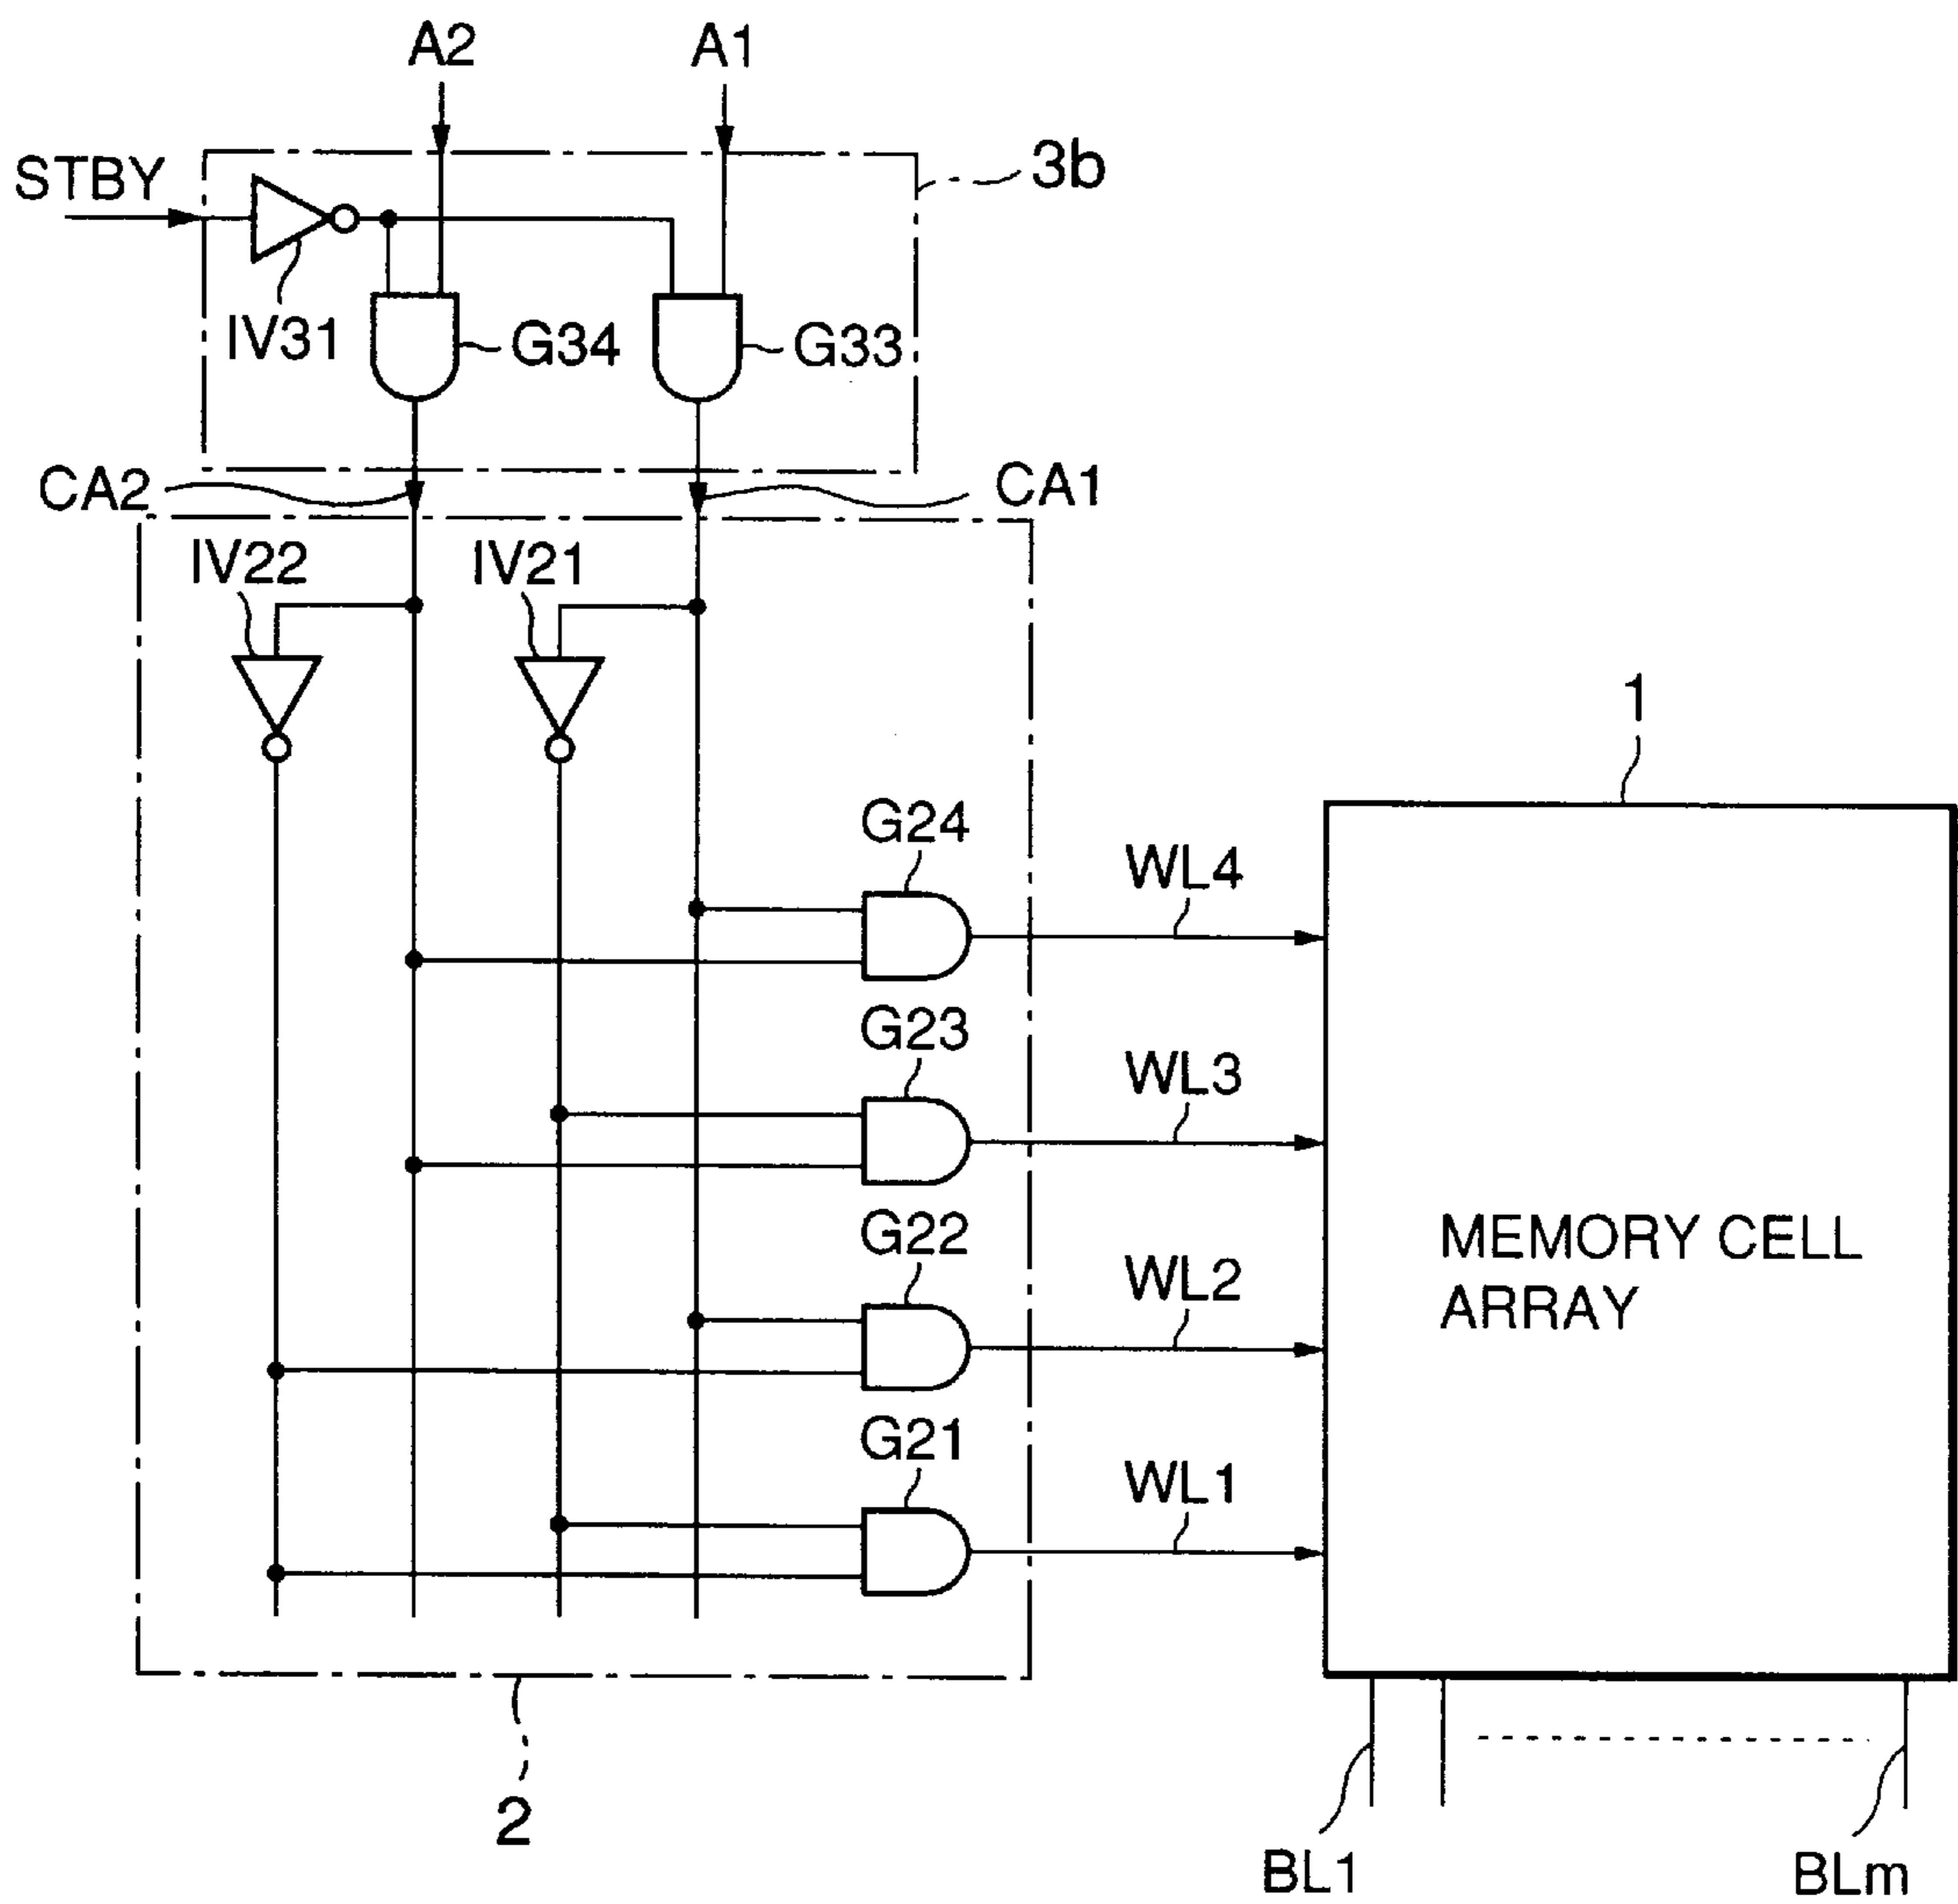 A2
A1
STBY
3b
IV31
G34
G33
CA2
CA1
IV22
IV21
1
G24
WL4
G23
WL3
G22
WL2
MEMORY CELL
ARRAY
G21
WL1
2
BL1
BLm